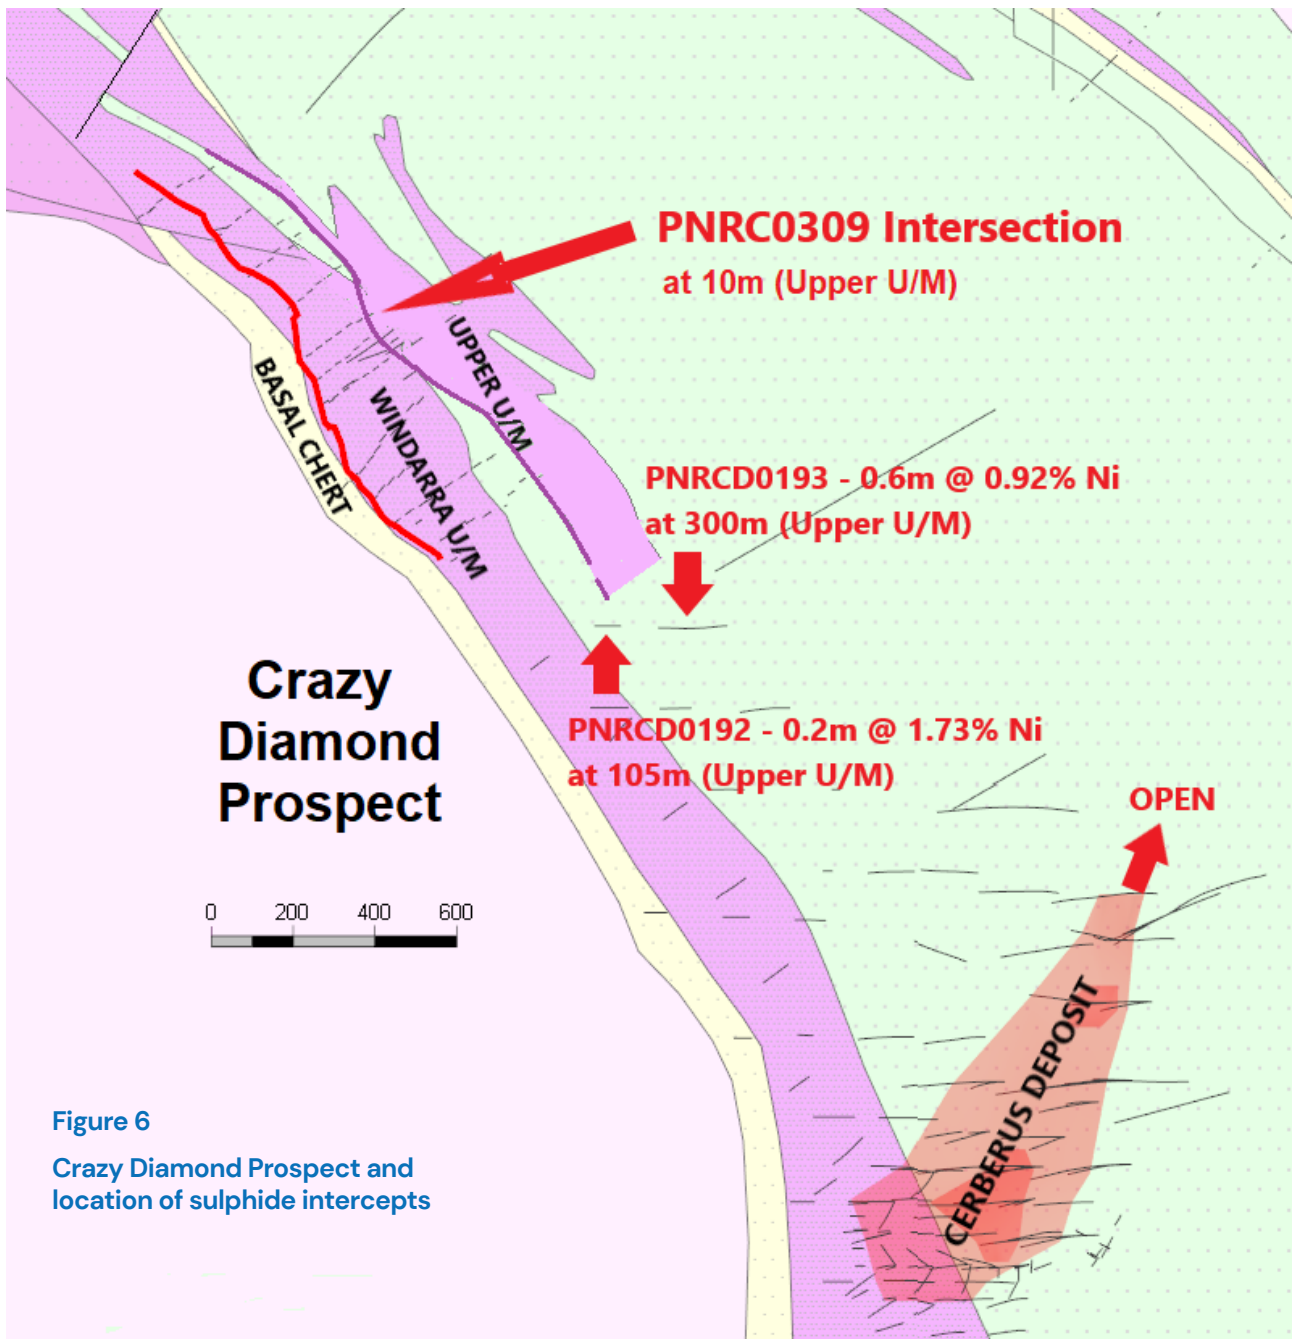 PNRC0309 Intersection
at 10m (Upper U/M)
UPPER U/M
BASAL CHERT
WINDARRA U/M
PNRCD0193 - 0.6m @ 0.92% Ni
at 300m (Upper U/M)
Crazy
Diamond
Prospect
PNRCD0192 - 0.2m @ 1.73% Ni
at 105m (Upper U/M)
OPEN
0 200 400 600
CERBERUS DEPOSIT
Figure 6
Crazy Diamond Prospect and
location of sulphide intercepts